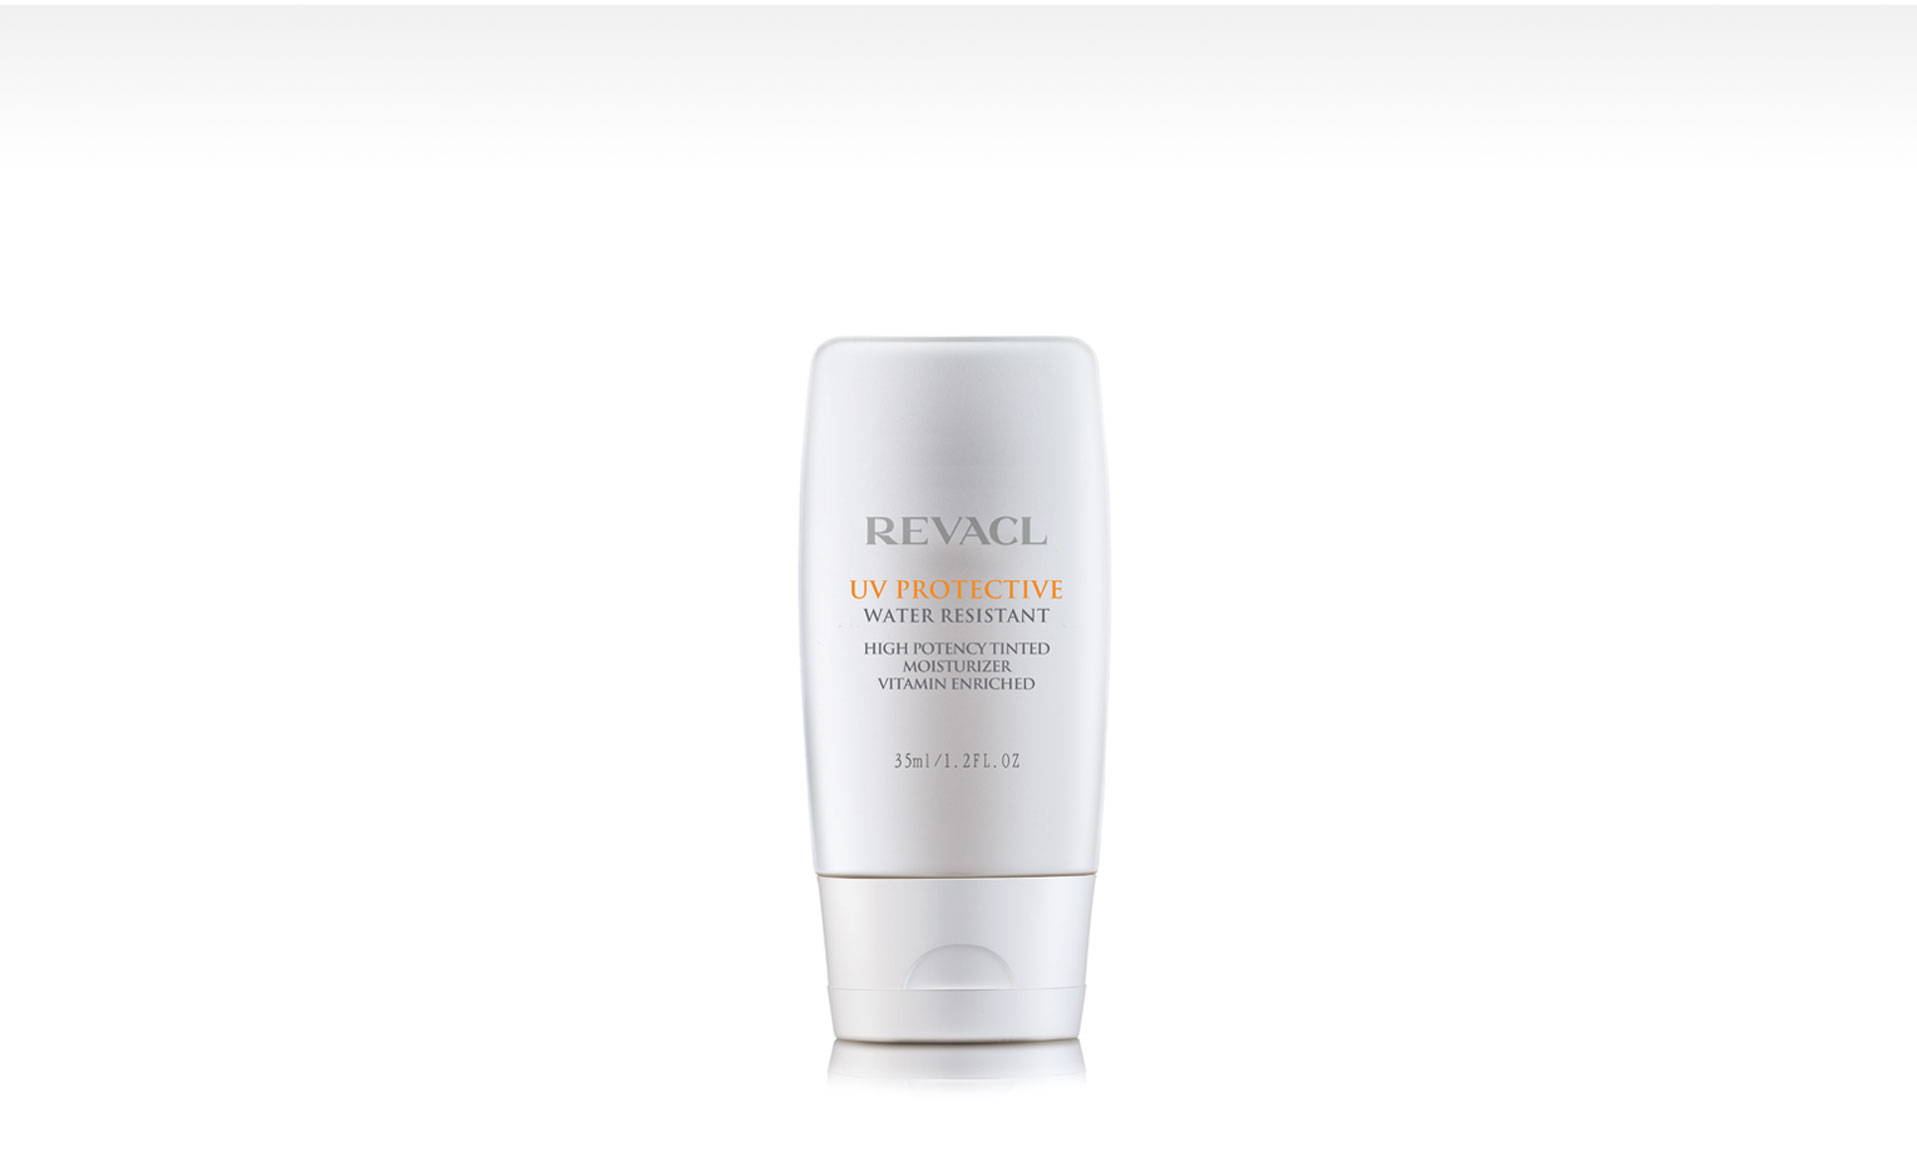 REVACL
UV PROTECTIVE
WATER RESISTANT
HIGH POTENCY TINTED
MOISTURIZER
VITAMIN ENRICHED
35ml/1.2FL.OZ